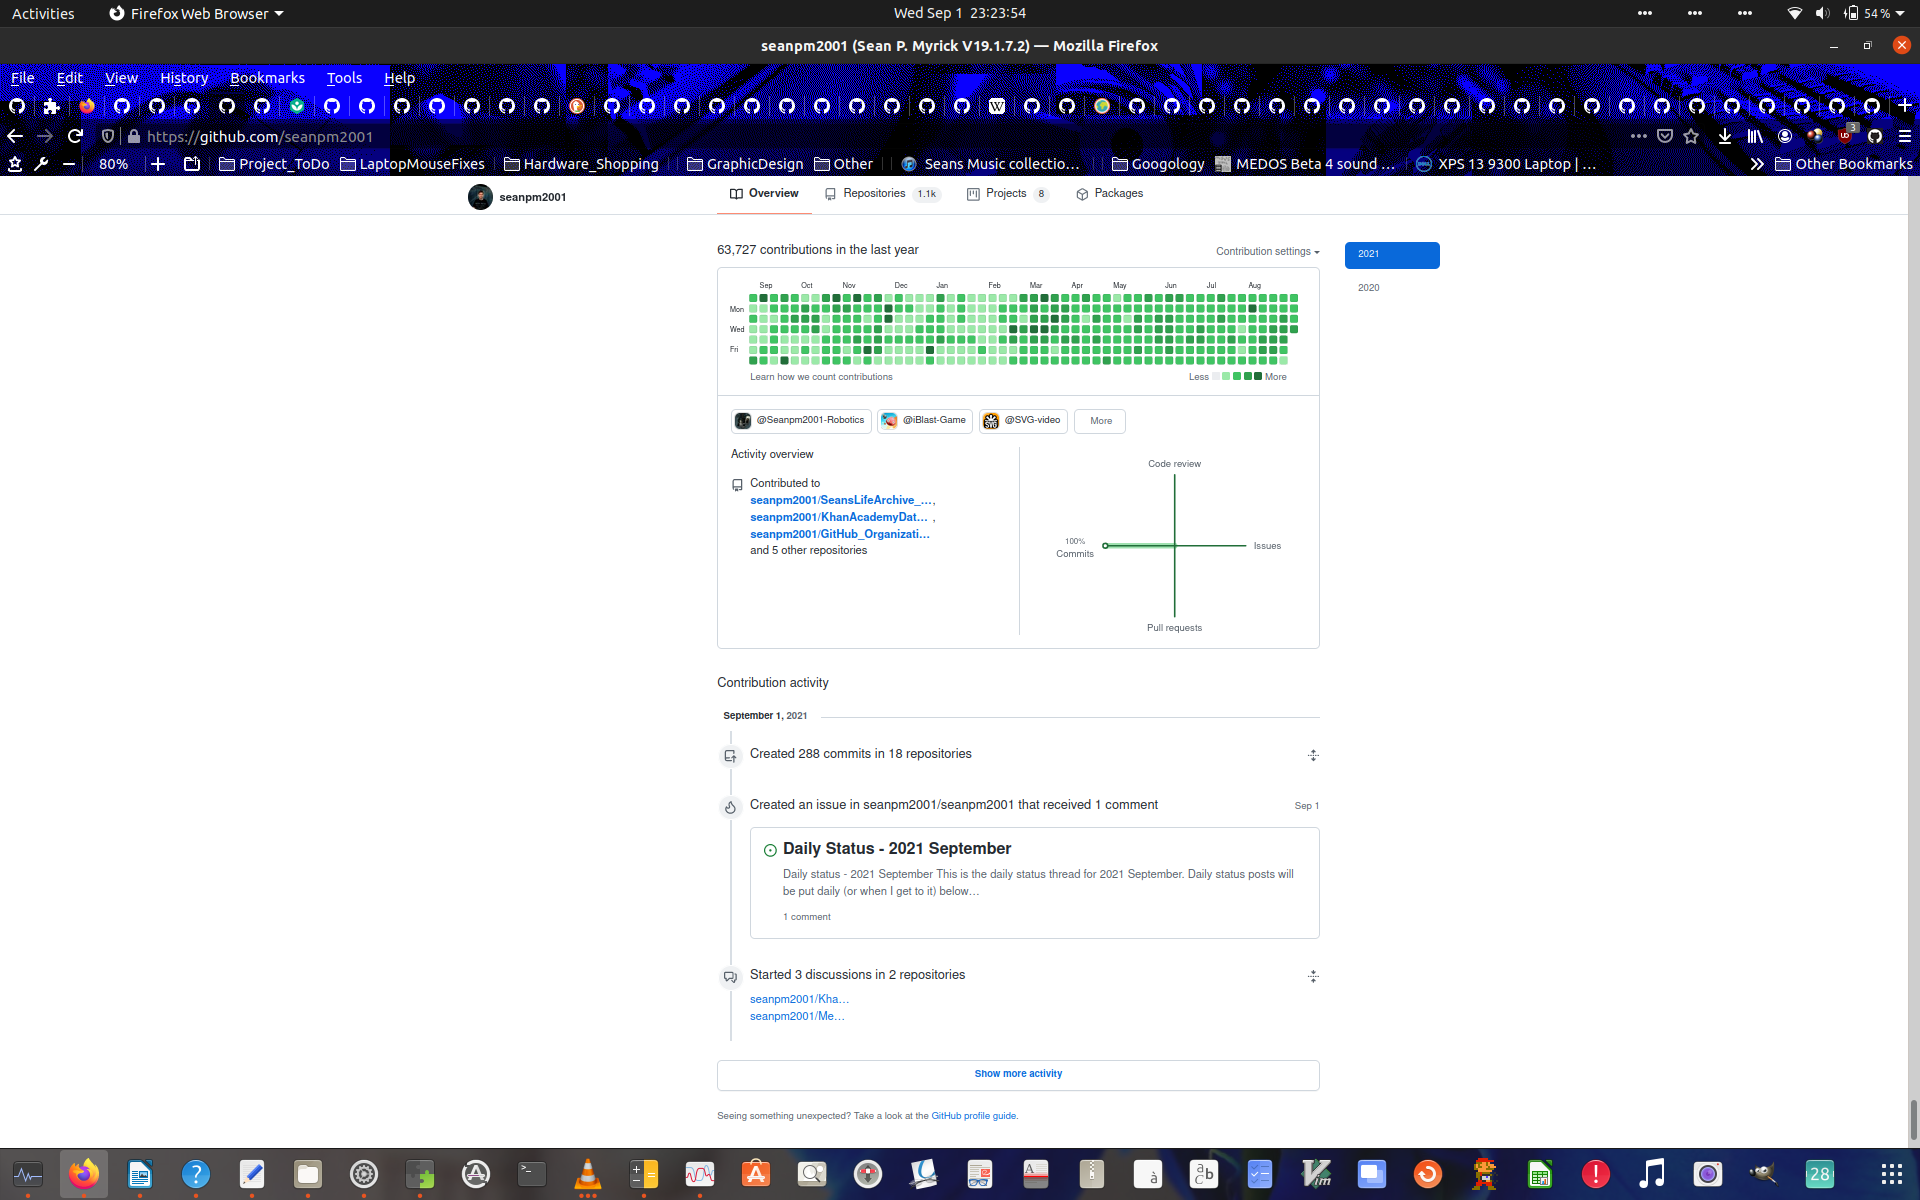 Activities
Firefox Web Browser
Wed Sep 1 23:23:54
54 %
seanpm2001 (Sean P. Myrick V19.1.7.2) — Mozilla Firefox
File Edit View History Bookmarks Tools Help
https://github.com/seanpm2001
3
80%
Project_ToDo
LaptopMouseFixes
Hardware_Shopping
GraphicDesign
Other
Seans Music collectio…
Googology
MEDOS Beta 4 sound …
XPS 13 9300 Laptop | …
Other Bookmarks
seanpm2001
Overview
Repositories 1.1k
Projects 8
Packages
63,727 contributions in the last year
Contribution settings
2021
2020
Sep Oct Nov Dec Jan Feb Mar Apr May Jun Jul Aug
Mon
Wed
Fri
Learn how we count contributions
Less More
@Seanpm2001-Robotics
@iBlast-Game
@SVG-video
More
Activity overview
Contributed to
seanpm2001/SeansLifeArchive_…,
seanpm2001/KhanAcademyDat… ,
seanpm2001/GitHub_Organizati…
and 5 other repositories
Code review
100%
Commits
Issues
Pull requests
Contribution activity
September 1, 2021
Created 288 commits in 18 repositories
Created an issue in seanpm2001/seanpm2001 that received 1 comment
Sep 1
Daily Status - 2021 September
Daily status - 2021 September This is the daily status thread for 2021 September. Daily status posts will
be put daily (or when I get to it) below…
1 comment
Started 3 discussions in 2 repositories
seanpm2001/Kha…
seanpm2001/Me…
Show more activity
Seeing something unexpected? Take a look at the GitHub profile guide.
28